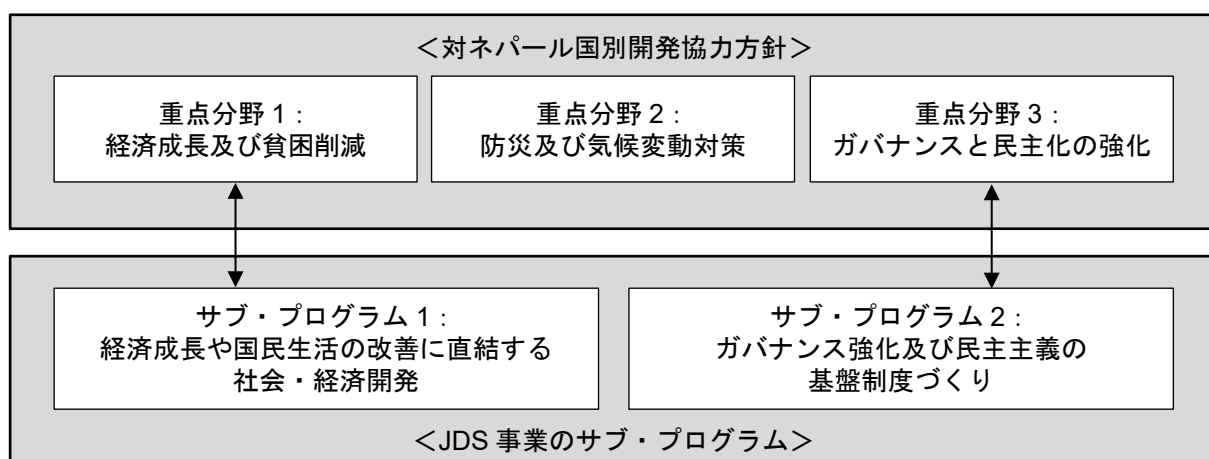 ＜対ネパール国別開発協力方針＞
重点分野 1：
経済成長及び貧困削減
重点分野 2：
防災及び気候変動対策
重点分野 3：
ガバナンスと民主化の強化
サブ・プログラム 1：
経済成長や国民生活の改善に直結する
社会・経済開発
サブ・プログラム 2：
ガバナンス強化及び民主主義の
基盤制度づくり
＜JDS 事業のサブ・プログラム＞